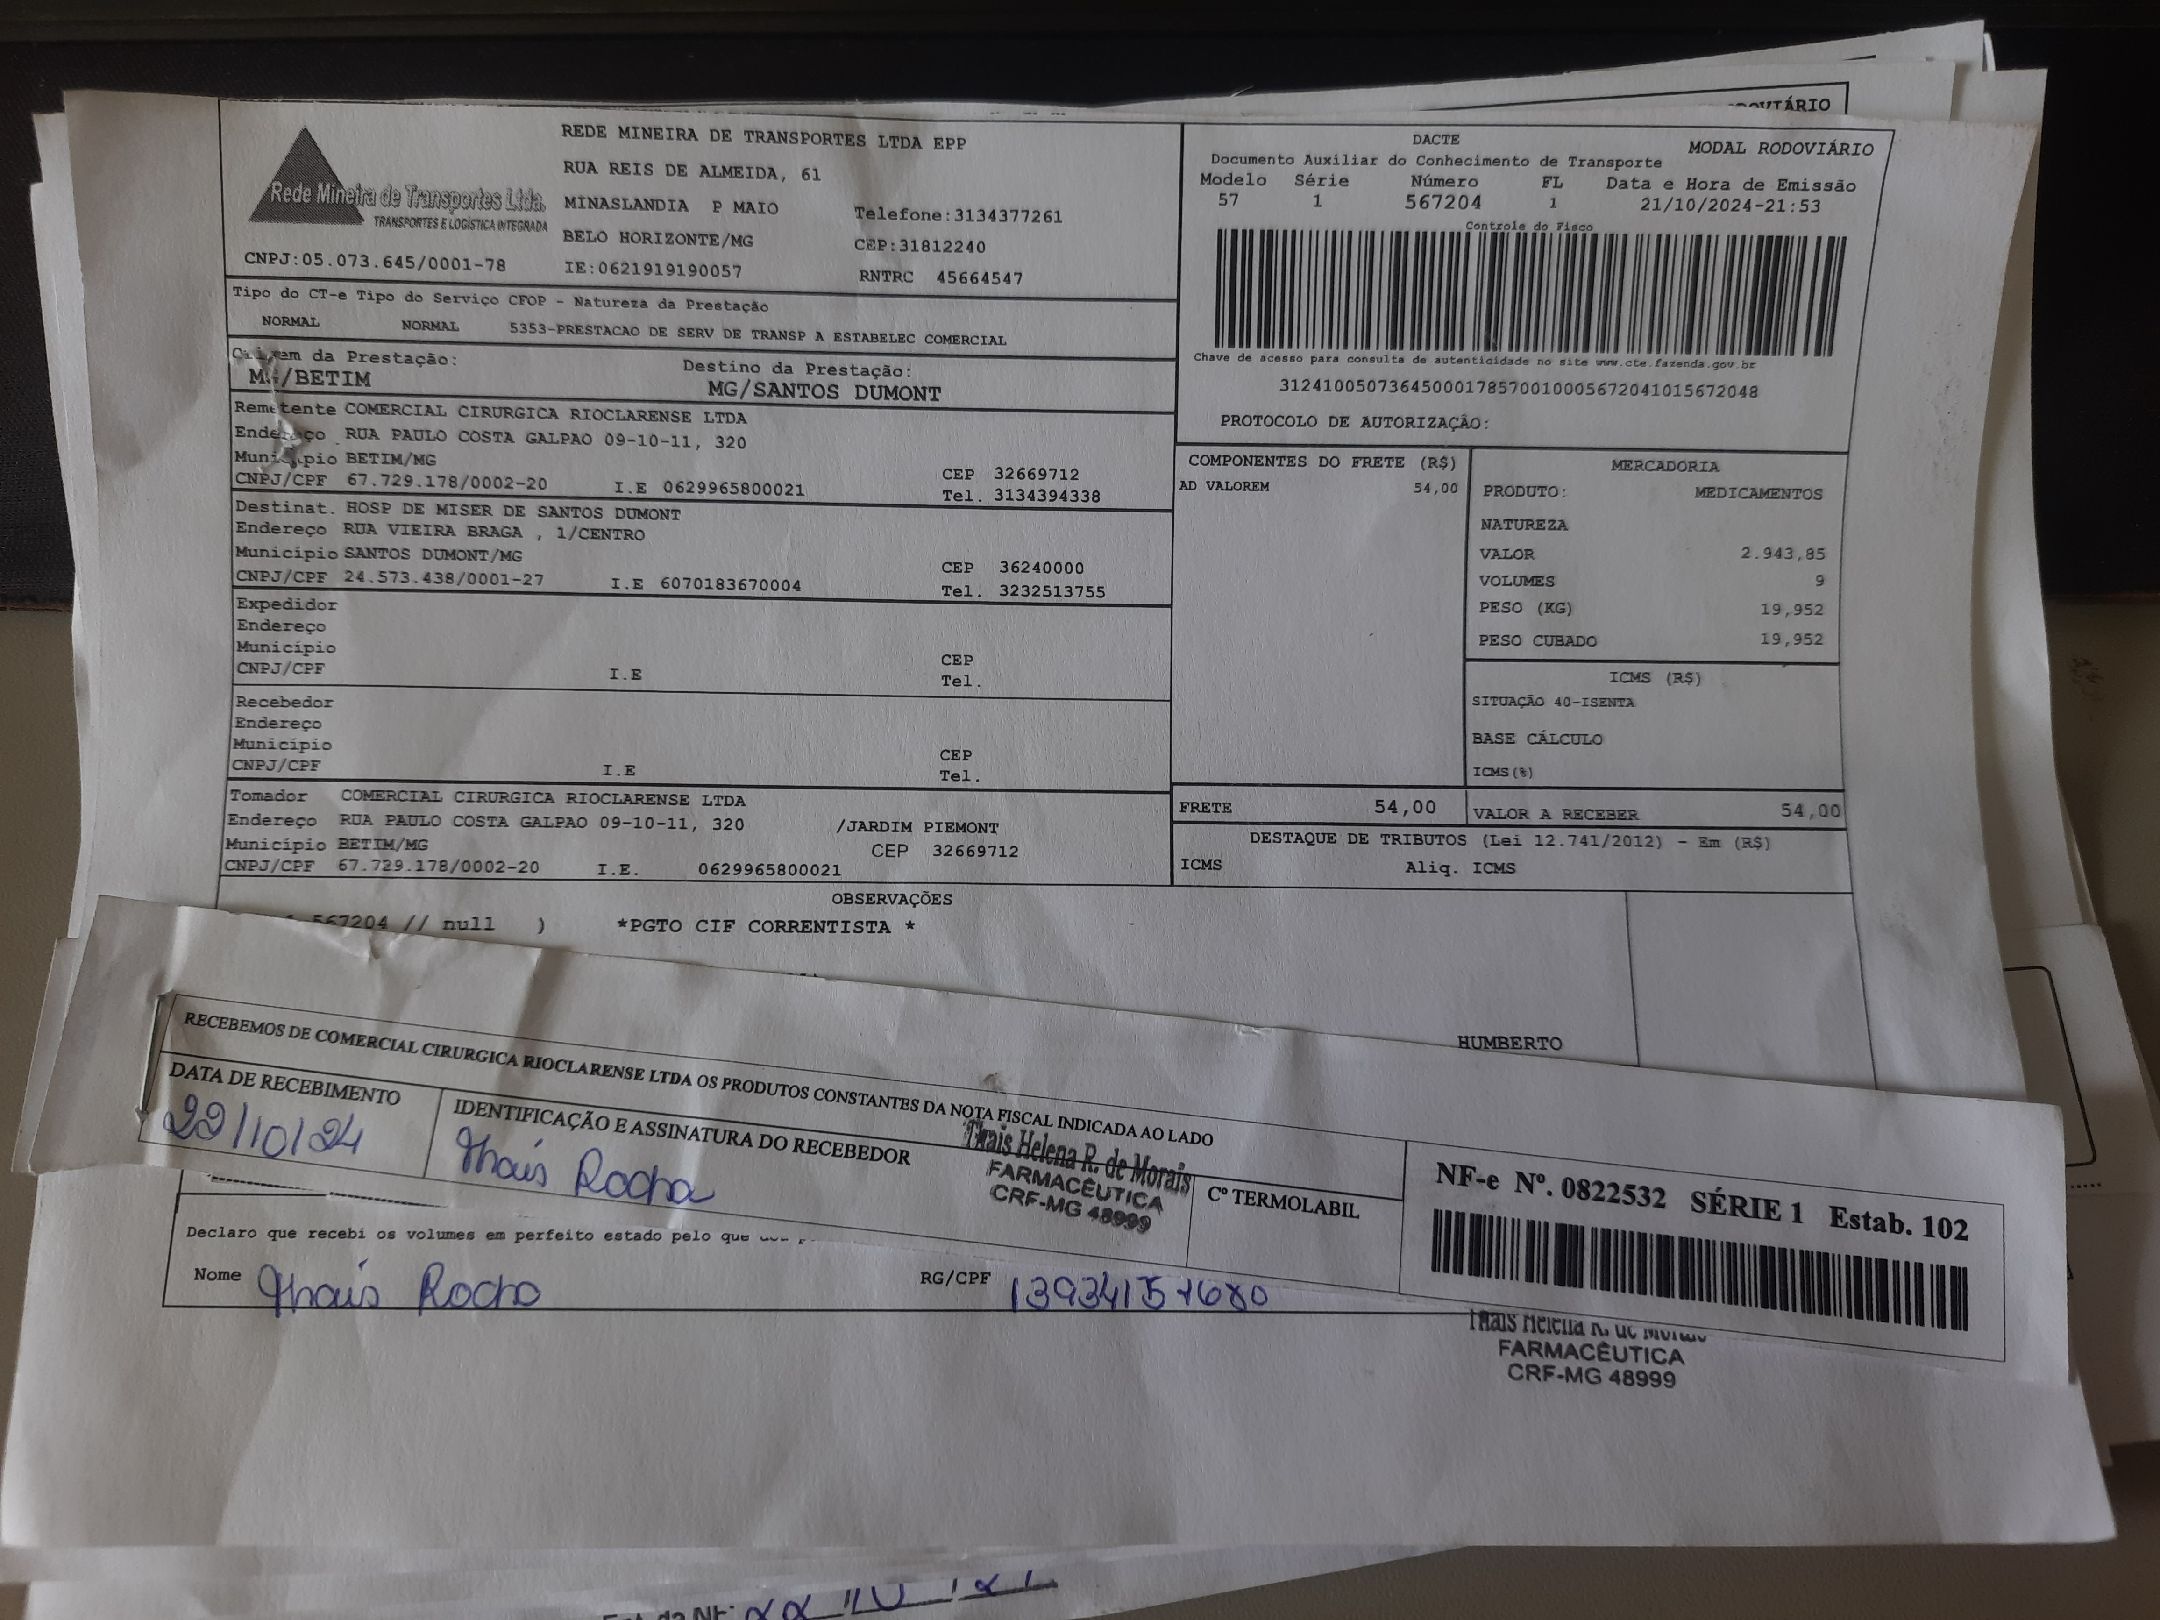 OVIÁRIO
Rede Mineira de Transportes Ltda.
TRANSPORTES E LOGÍSTICA INTEGRADA
CNPJ:05.073.645/0001-78
REDE MINEIRA DE TRANSPORTES LTDA EPP
RUA REIS DE ALMEIDA, 61
MINASLANDIA P MAIO Telefone:3134377261
BELO HORIZONTE/MG CEP:31812240
IE:0621919190057 RNTRC 45664547
DACTE MODAL RODOVIÁRIO
Documento Auxiliar do Conhecimento de Transporte
Modelo Série Número FL Data e Hora de Emissão
57 1 567204 1 21/10/2024-21:53
Controle do Fisco
Chave de acesso para consulta de autenticidade no site www.cte.fazenda.gov.br
31241005073645000178570010005672041015672048
PROTOCOLO DE AUTORIZAÇÃO:
Tipo do CT-e Tipo do Serviço CFOP - Natureza da Prestação
NORMAL NORMAL 5353-PRESTACAO DE SERV DE TRANSP A ESTABELEC COMERCIAL
da Prestação: Destino da Prestação:
MG/BETIM MG/SANTOS DUMONT
Remetente COMERCIAL CIRURGICA RIOCLARENSE LTDA
Endereço RUA PAULO COSTA GALPAO 09-10-11, 320
Município BETIM/MG CEP 32669712
CNPJ/CPF 67.729.178/0002-20 I.E 0629965800021 Tel. 3134394338
Destinat. HOSP DE MISER DE SANTOS DUMONT
Endereço RUA VIEIRA BRAGA , 1/CENTRO
Município SANTOS DUMONT/MG CEP 36240000
CNPJ/CPF 24.573.438/0001-27 I.E 6070183670004 Tel. 3232513755
Expedidor
Endereço
Município CEP
CNPJ/CPF I.E Tel.
Recebedor
Endereço
Município CEP
CNPJ/CPF I.E Tel.
Tomador COMERCIAL CIRURGICA RIOCLARENSE LTDA
Endereço RUA PAULO COSTA GALPAO 09-10-11, 320 /JARDIM PIEMONT
Município BETIM/MG CEP 32669712
CNPJ/CPF 67.729.178/0002-20 I.E. 0629965800021
COMPONENTES DO FRETE (R$)
AD VALOREM 54,00
MERCADORIA
PRODUTO: MEDICAMENTOS
NATUREZA
VALOR 2.943,85
VOLUMES 9
PESO (KG) 19,952
PESO CUBADO 19,952
ICMS (R$)
SITUAÇÃO 40-ISENTA
BASE CÁLCULO
ICMS(%)
FRETE 54,00 VALOR A RECEBER 54,00
DESTAQUE DE TRIBUTOS (Lei 12.741/2012) - Em (R$)
ICMS Aliq. ICMS
OBSERVAÇÕES
567204 // null ) *PGTO CIF CORRENTISTA *
HUMBERTO
RECEBEMOS DE COMERCIAL CIRURGICA RIOCLARENSE LTDA OS PRODUTOS CONSTANTES DA NOTA FISCAL INDICADA AO LADO
DATA DE RECEBIMENTO
22/10/24
IDENTIFICAÇÃO E ASSINATURA DO RECEBEDOR
Thais Rocha
Thais Helena R. de Morais
FARMACÊUTICA
CRF-MG 48999
Cº TERMOLABIL
NF-e Nº. 0822532 SÉRIE 1 Estab. 102
Declaro que recebi os volumes em perfeito estado pelo que
Nome Thais Rocha RG/CPF
Thais Helena R. de Morais
FARMACÊUTICA
CRF-MG 48999